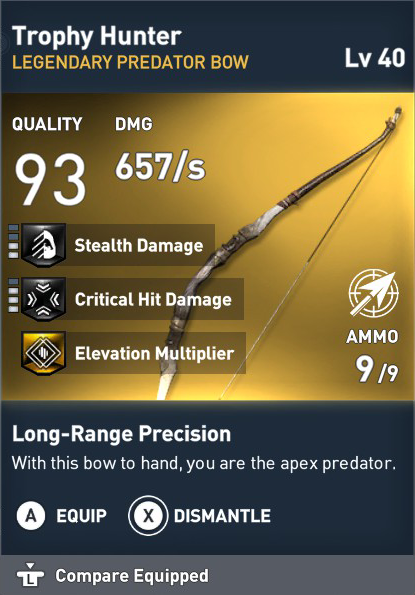 Trophy Hunter
LEGENDARY PREDATOR BOW
Lv 40
QUALITY DMG
93 657/s
Stealth Damage
Critical Hit Damage
Elevation Multiplier
AMMO
9/9
Long-Range Precision
With this bow to hand, you are the apex predator.
A EQUIP X DISMANTLE
L Compare Equipped